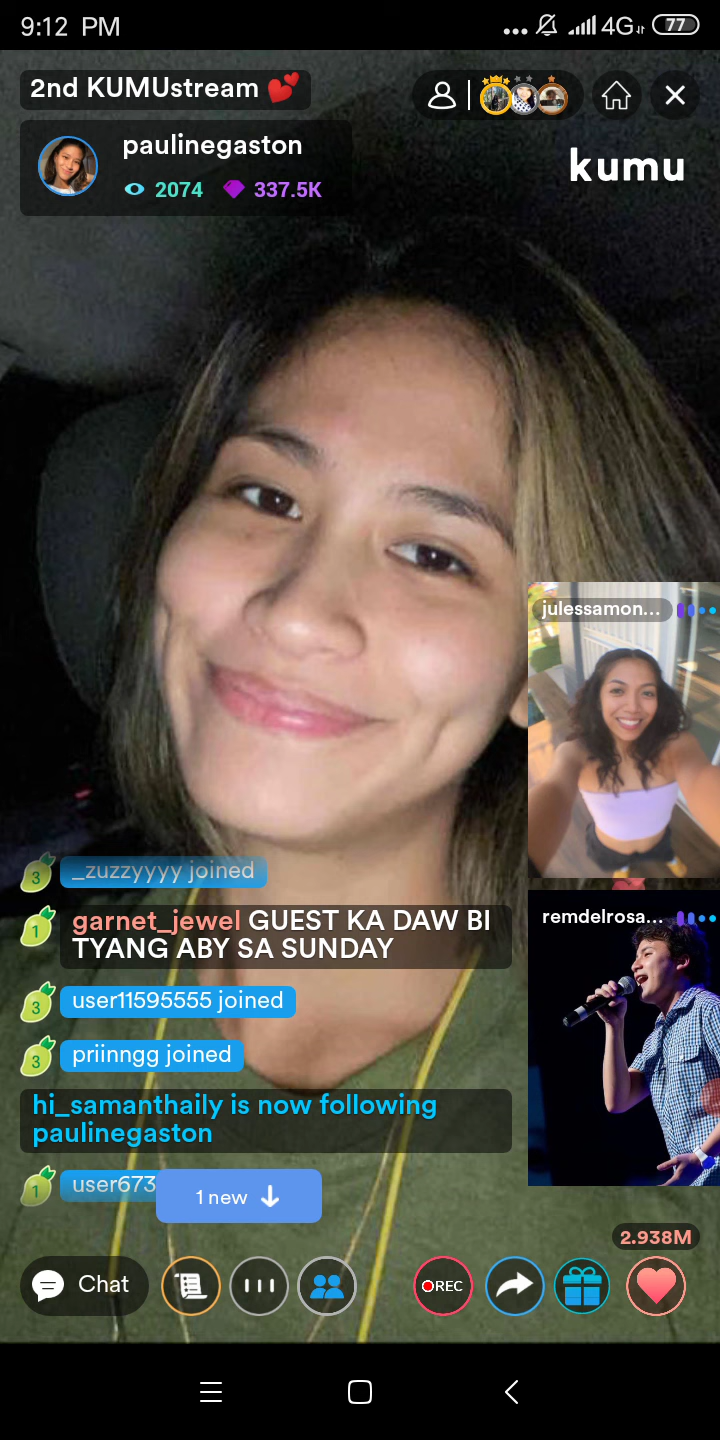 9:12 PM
4G
77
2nd KUMUstream
paulinegaston
2074 337.5K
kumu
julessamon...
_zuzzyyyy joined
3
garnet_jewel GUEST KA DAW BI
TYANG ABY SA SUNDAY
1
remdelrosa...
user11595555 joined
3
priinngg joined
3
hi_samanthaily is now following
paulinegaston
1
user673
1 new
2.938M
Chat
REC